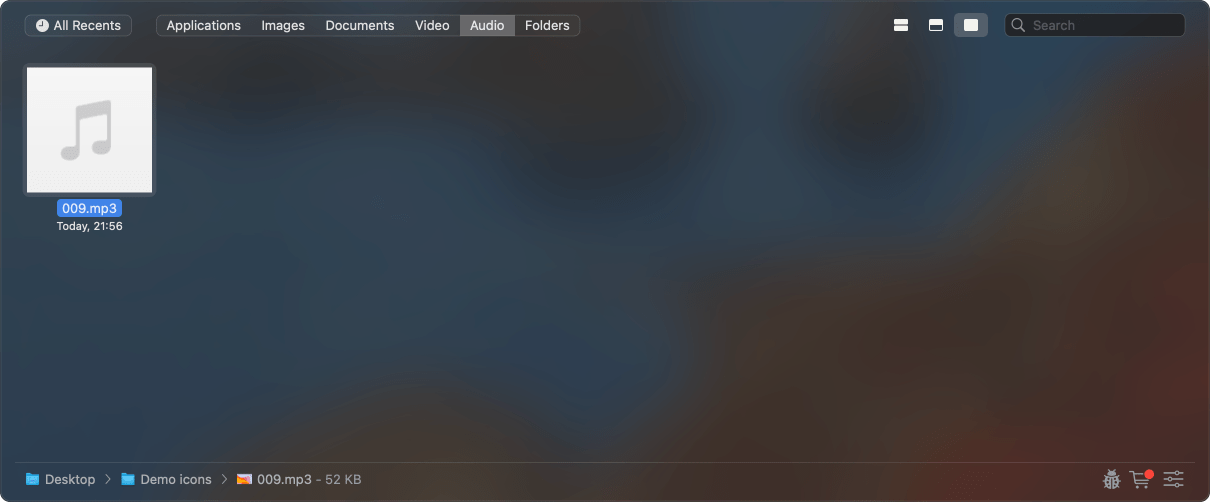 All Recents Applications Images Documents Video Audio Folders Search
009.mp3
Today, 21:56
Desktop Demo icons 009.mp3 - 52 KB